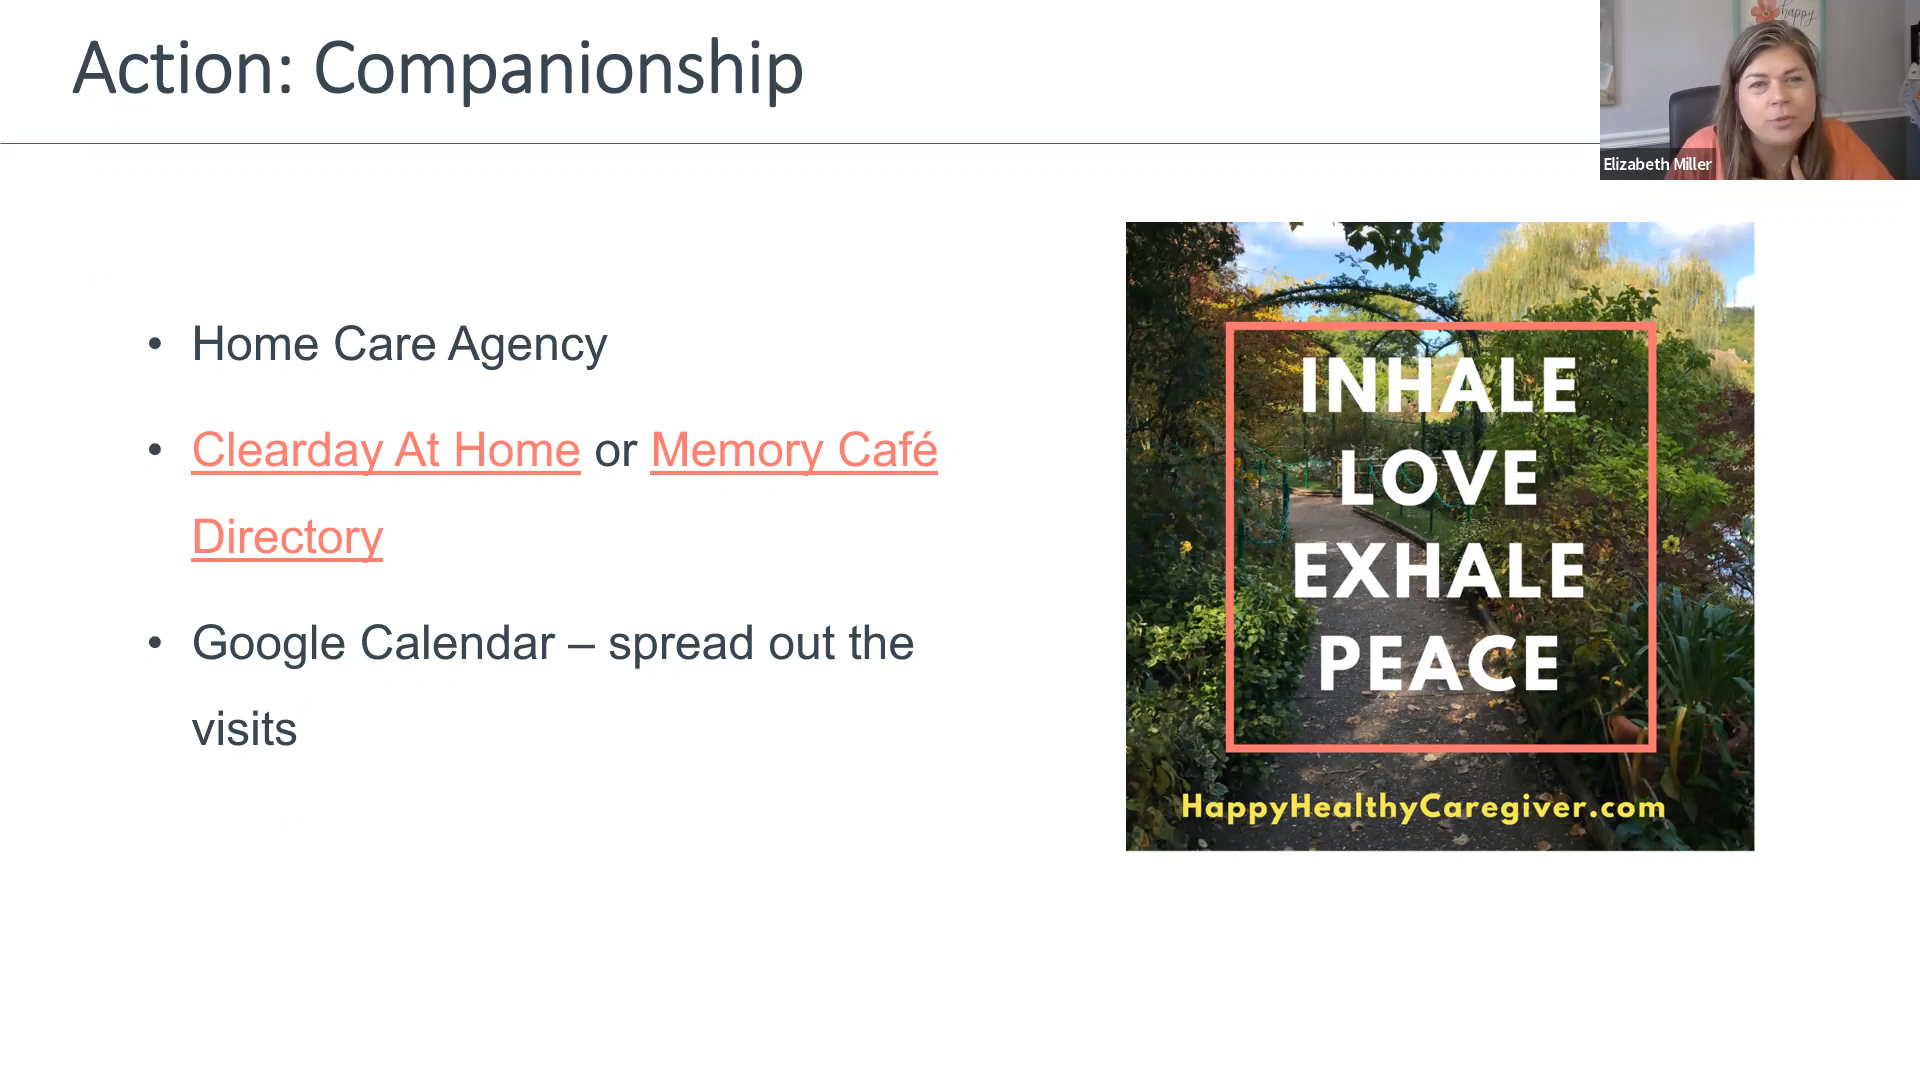 Action: Companionship
happy
Elizabeth Miller
• Home Care Agency
• Clearday At Home or Memory Café
Directory
• Google Calendar – spread out the
visits
INHALE
LOVE
EXHALE
PEACE
HappyHealthyCaregiver.com